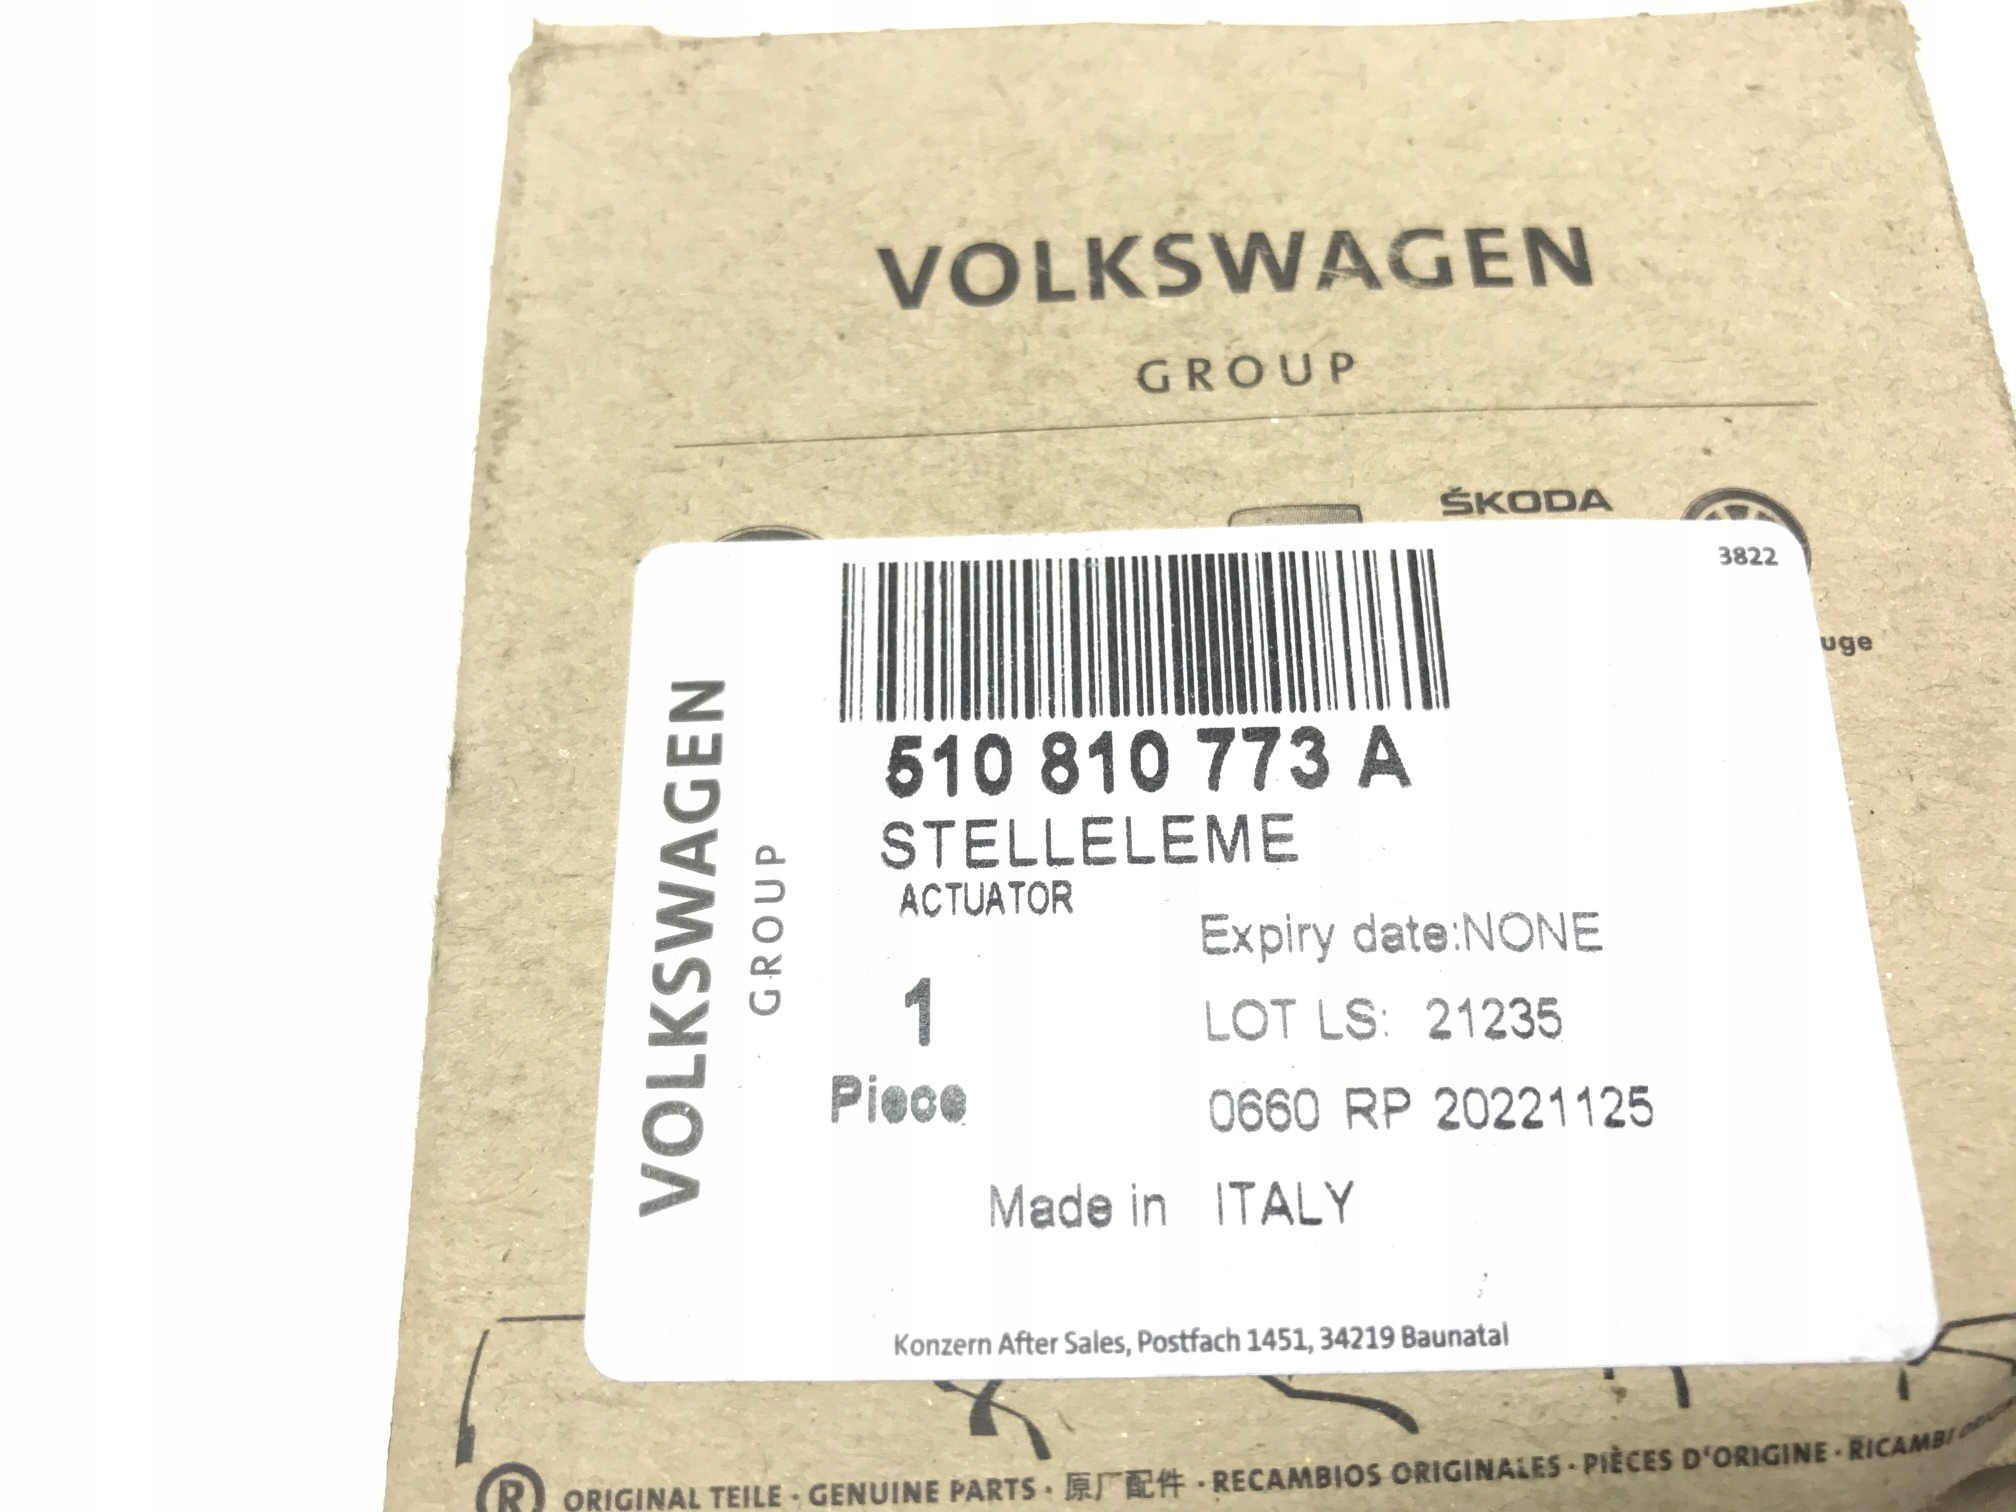 VOLKSWAGEN
GROUP
ŠKODA
3822
uge
510 810 773 A
STELLELEME
ACTUATOR
Expiry date:NONE
1
LOT LS: 21235
Piece
0660 RP 20221125
Made in ITALY
VOLKSWAGEN
GROUP
Konzern After Sales, Postfach 1451, 34219 Baunatal
® ORIGINAL TEILE · GENUINE PARTS · 原厂配件 · RECAMBIOS ORIGINALES · PIÈCES D'ORIGINE · RICAMBI